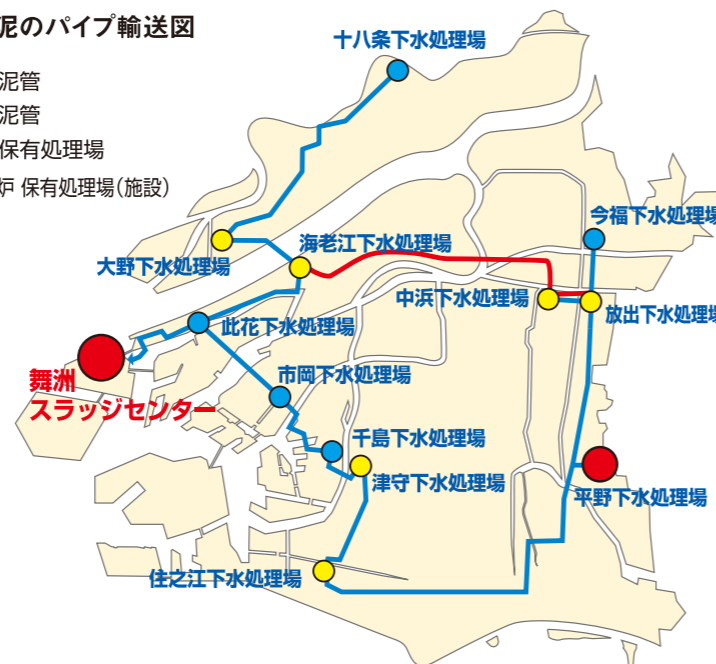 泥のパイプ輸送図
泥管
泥管
保有処理場
炉 保有処理場(施設)
十八条下水処理場
今福下水処理場
大野下水処理場
海老江下水処理場
中浜下水処理場
放出下水処理場
此花下水処理場
舞洲
スラッジセンター
市岡下水処理場
千島下水処理場
津守下水処理場
平野下水処理場
住之江下水処理場